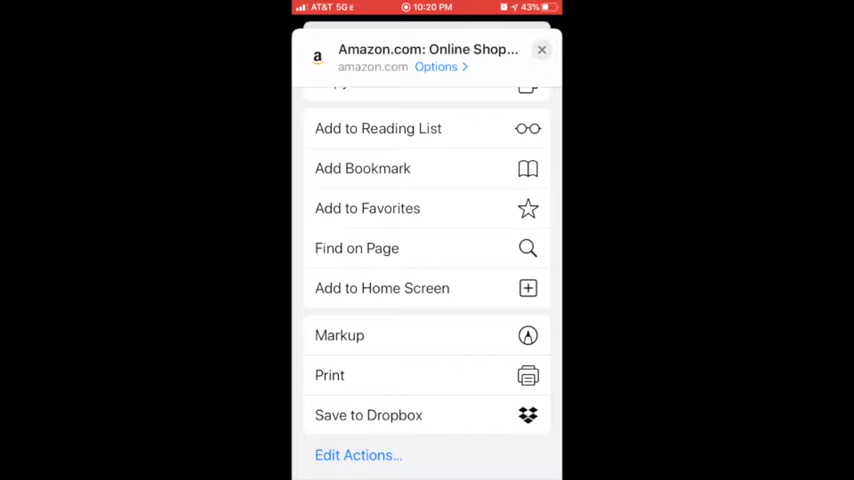 AT&T 5GE 10:20 PM 43%
Amazon.com: Online Shop...
amazon.com Options >
Add to Reading List
Add Bookmark
Add to Favorites
Find on Page
Add to Home Screen
Markup
Print
Save to Dropbox
Edit Actions...